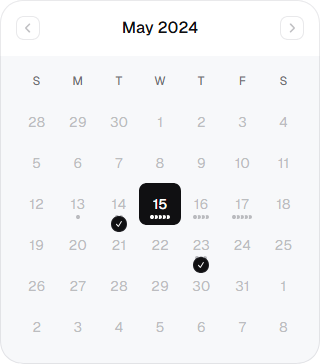 May 2024
S M T W T F S
28 29 30 1 2 3 4
5 6 7 8 9 10 11
12 13 14 15 16 17 18
19 20 21 22 23 24 25
26 27 28 29 30 31 1
2 3 4 5 6 7 8